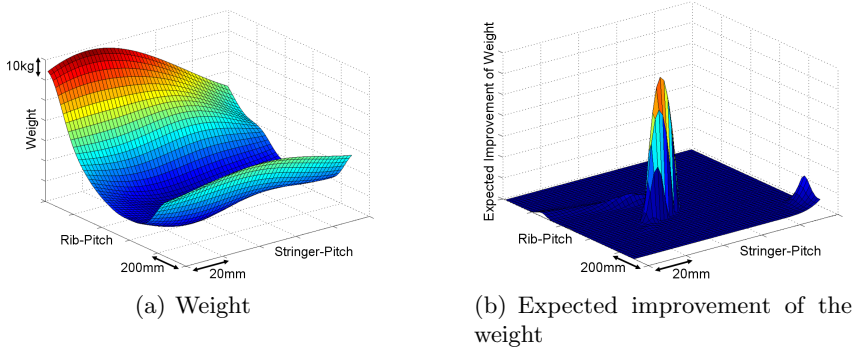 10kg
Weight
Rib-Pitch
200mm
20mm
Stringer-Pitch
(a) Weight
Expected Improvement of Weight
Rib-Pitch
200mm
20mm
Stringer-Pitch
(b) Expected improvement of the
weight